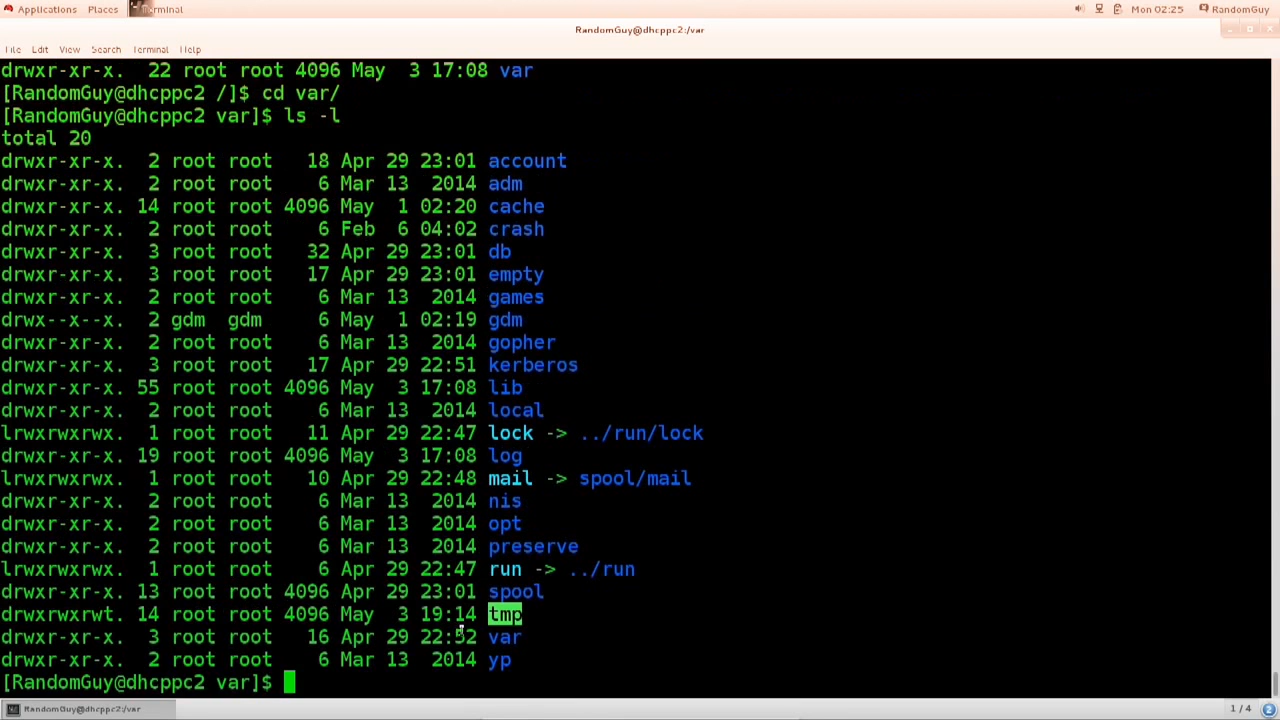 Applications Places Terminal Mon 02:25 RandomGuy
RandomGuy@dhcppc2:/var
File Edit View Search Terminal Help
drwxr-xr-x. 22 root root 4096 May 3 17:08 var
[RandomGuy@dhcppc2 /]$ cd var/
[RandomGuy@dhcppc2 var]$ ls -l
total 20
drwxr-xr-x. 2 root root 18 Apr 29 23:01 account
drwxr-xr-x. 2 root root 6 Mar 13 2014 adm
drwxr-xr-x. 14 root root 4096 May 1 02:20 cache
drwxr-xr-x. 2 root root 6 Feb 6 04:02 crash
drwxr-xr-x. 3 root root 32 Apr 29 23:01 db
drwxr-xr-x. 3 root root 17 Apr 29 23:01 empty
drwxr-xr-x. 2 root root 6 Mar 13 2014 games
drwx--x--x. 2 gdm gdm 6 May 1 02:19 gdm
drwxr-xr-x. 2 root root 6 Mar 13 2014 gopher
drwxr-xr-x. 3 root root 17 Apr 29 22:51 kerberos
drwxr-xr-x. 55 root root 4096 May 3 17:08 lib
drwxr-xr-x. 2 root root 6 Mar 13 2014 local
lrwxrwxrwx. 1 root root 11 Apr 29 22:47 lock -> ../run/lock
drwxr-xr-x. 19 root root 4096 May 3 17:08 log
lrwxrwxrwx. 1 root root 10 Apr 29 22:48 mail -> spool/mail
drwxr-xr-x. 2 root root 6 Mar 13 2014 nis
drwxr-xr-x. 2 root root 6 Mar 13 2014 opt
drwxr-xr-x. 2 root root 6 Mar 13 2014 preserve
lrwxrwxrwx. 1 root root 6 Apr 29 22:47 run -> ../run
drwxr-xr-x. 13 root root 4096 Apr 29 23:01 spool
drwxrwxrwt. 14 root root 4096 May 3 19:14 tmp
drwxr-xr-x. 3 root root 16 Apr 29 22:52 var
drwxr-xr-x. 2 root root 6 Mar 13 2014 yp
[RandomGuy@dhcppc2 var]$
RandomGuy@dhcppc2:/var 1 / 4 2